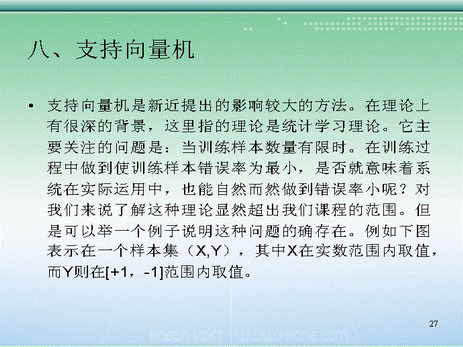 八、支持向量机
• 支持向量机是新近提出的影响较大的方法。在理论上
有很深的背景，这里指的理论是统计学习理论。它主
要关注的问题是：当训练样本数量有限时。在训练过
程中做到使训练样本错误率为最小，是否就意味着系
统在实际运用中，也能自然而然做到错误率小呢？对
我们来说了解这种理论显然超出我们课程的范围。但
是可以举一个例子说明这种问题的确存在。例如下图
表示在一个样本集（X,Y），其中X在实数范围内取值，
而Y则在[+1，-1]范围内取值。
27